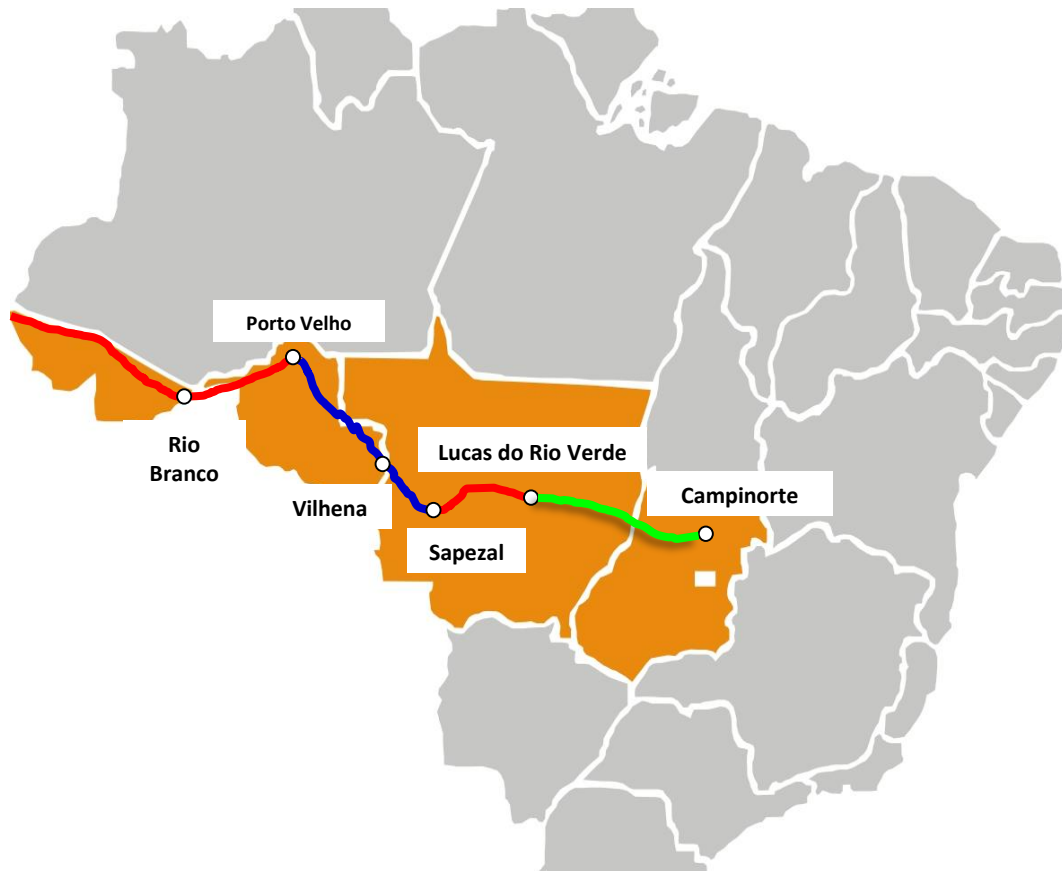 Porto Velho
Rio
Branco
Lucas do Rio Verde
Vilhena
Campinorte
Sapezal